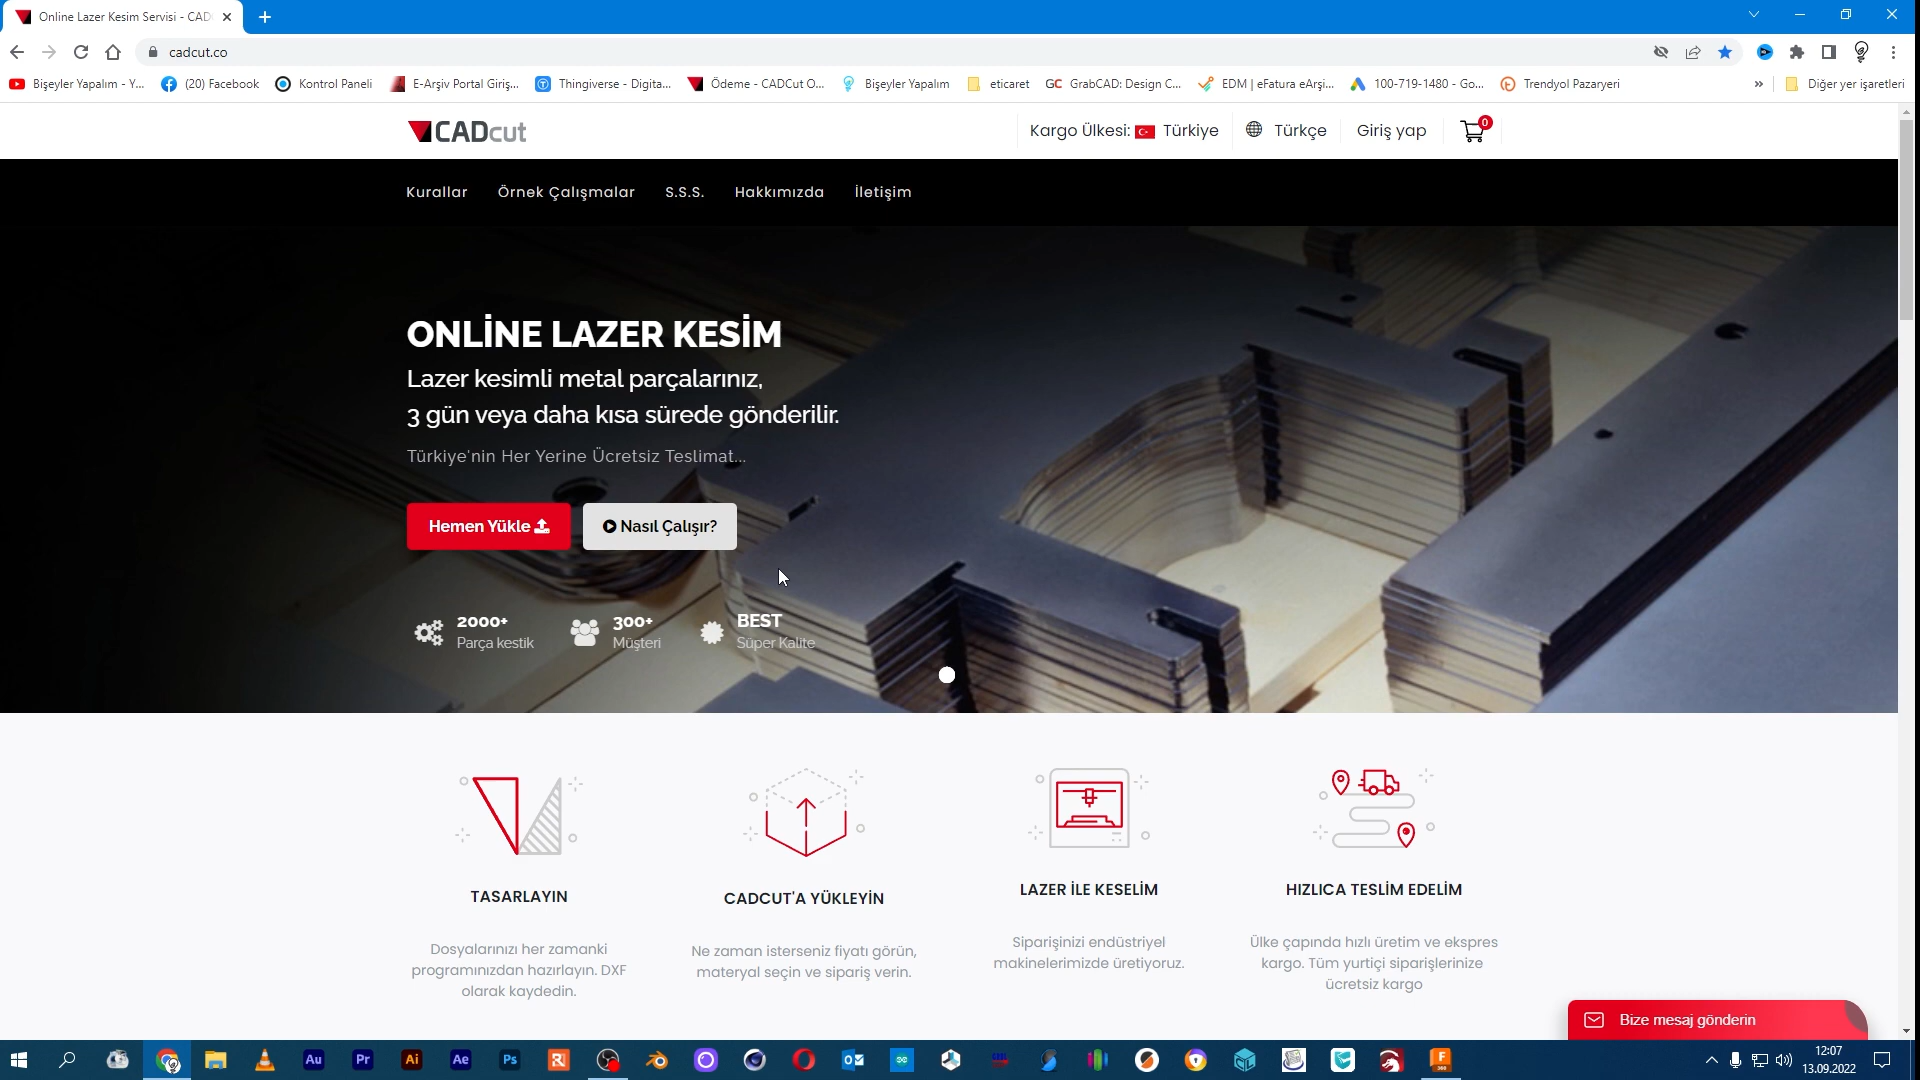 Online Lazer Kesim Servisi - CAD
cadcut.co
Bişeyler Yapalım - Y...
(20) Facebook
Kontrol Paneli
E-Arşiv Portal Giriş...
Thingiverse - Digita...
Ödeme - CADCut O...
Bişeyler Yapalım
eticaret
GC GrabCAD: Design C...
EDM | eFatura eArşi...
100-719-1480 - Go...
Trendyol Pazaryeri
»
Diğer yer işaretleri
CADcut
Kargo Ülkesi: Türkiye
Türkçe
Giriş yap
0
Kurallar
Örnek Çalışmalar
S.S.S.
Hakkımızda
İletişim
ONLİNE LAZER KESİM
Lazer kesimli metal parçalarınız,
3 gün veya daha kısa sürede gönderilir.
Türkiye'nin Her Yerine Ücretsiz Teslimat...
Hemen Yükle
Nasıl Çalışır?
2000+
Parça kestik
300+
Müşteri
BEST
Süper Kalite
TASARLAYIN
Dosyalarınızı her zamanki
programınızdan hazırlayın. DXF
olarak kaydedin.
CADCUT'A YÜKLEYİN
Ne zaman isterseniz fiyatı görün,
materyal seçin ve sipariş verin.
LAZER İLE KESELİM
Siparişinizi endüstriyel
makinelerimizde üretiyoruz.
HIZLICA TESLİM EDELİM
Ülke çapında hızlı üretim ve ekspres
kargo. Tüm yurtiçi siparişlerinize
ücretsiz kargo
Bize mesaj gönderin
Au
Pr
Ai
Ae
Ps
12:07
13.09.2022